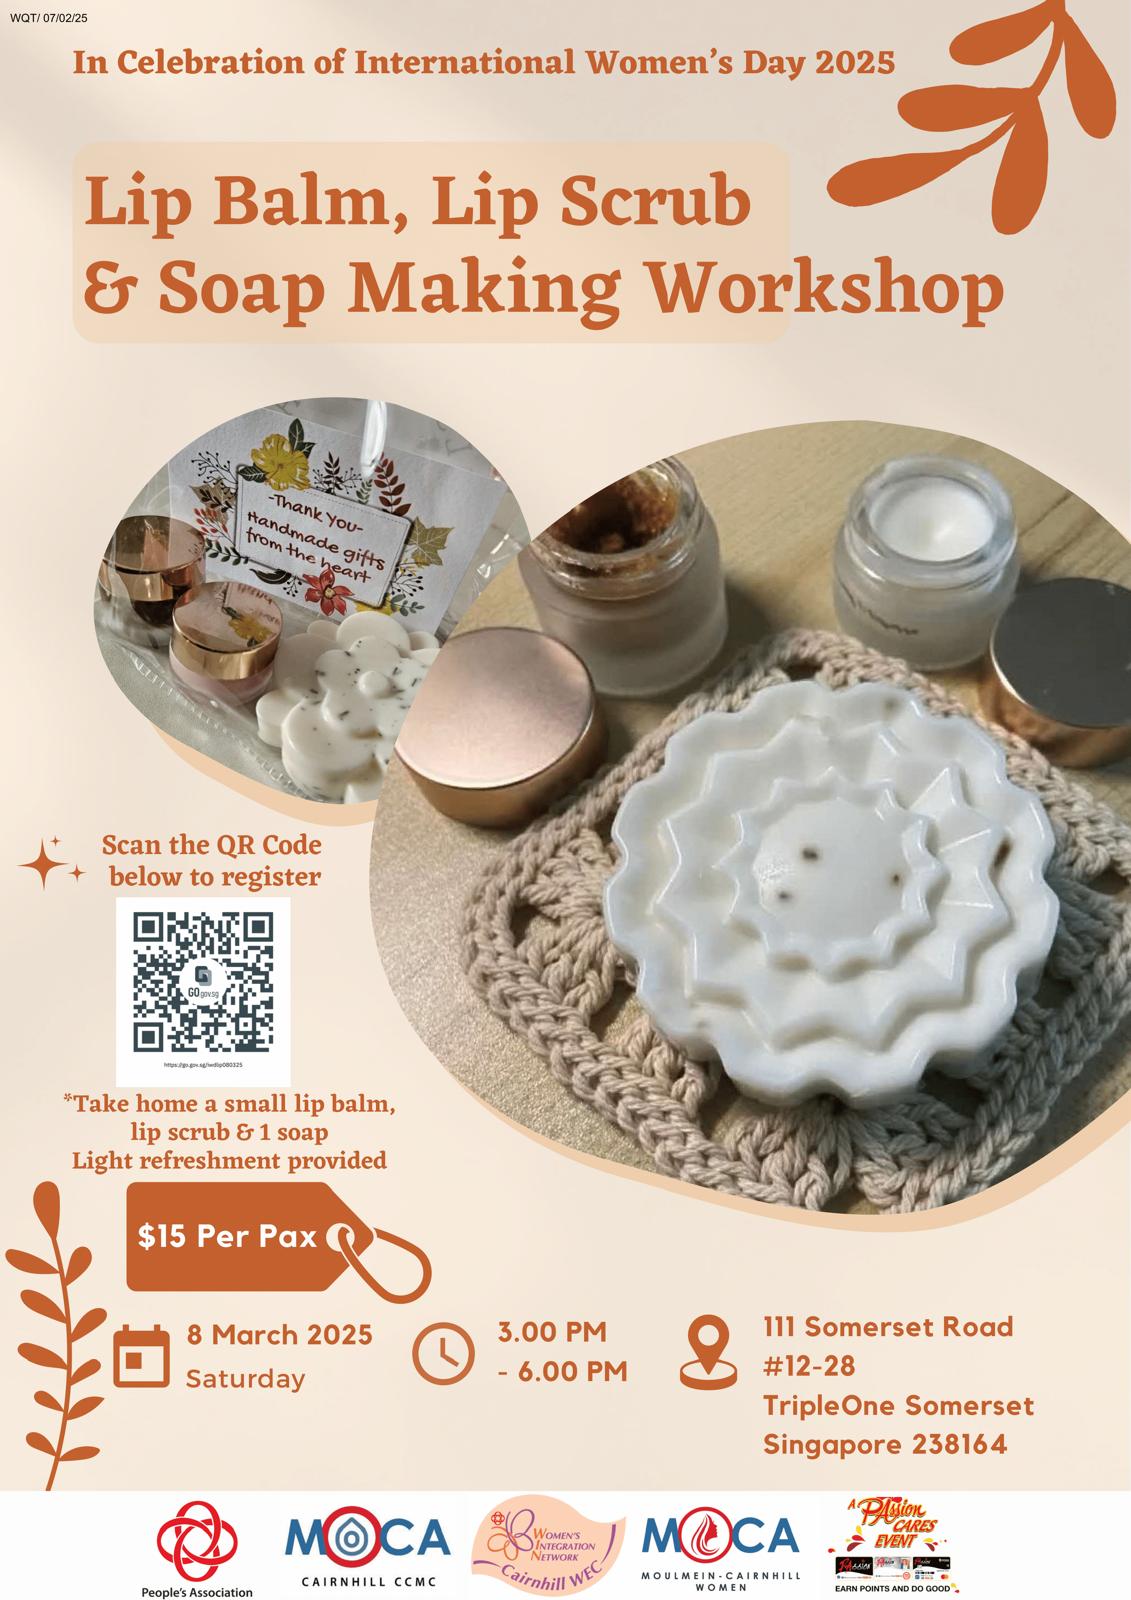 WQT/ 07/02/25
In Celebration of International Women's Day 2025
Lip Balm, Lip Scrub
& Soap Making Workshop
-Thank You-
Handmade gifts
from the heart
Scan the QR Code
below to register
GOgov.sg
https://go.gov.sg/iwdlip080325
*Take home a small lip balm,
lip scrub & 1 soap
Light refreshment provided
$15 Per Pax
8 March 2025
Saturday
3.00 PM
- 6.00 PM
111 Somerset Road
#12-28
TripleOne Somerset
Singapore 238164
People's Association
MOCA
CAIRNHILL CCMC
WOMEN'S
INTEGRATION
NETWORK
Cairnhill WEC
MOCA
MOULMEIN-CAIRNHILL
WOMEN
A
PAssion
CARES
EVENT
EARN POINTS AND DO GOOD